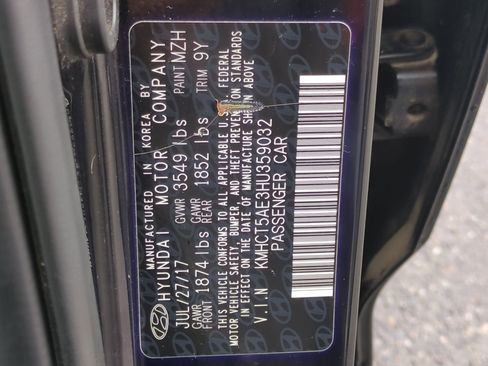 MANUFACTURED IN KOREA BY
HYUNDAI MOTOR COMPANY
JUL/27/17 GVWR 3549 lbs PAINT MZH
GAWR FRONT 1874 lbs GAWR REAR 1852 lbs TRIM 9Y
THIS VEHICLE CONFORMS TO ALL APPLICABLE U.S. FEDERAL
MOTOR VEHICLE SAFETY, BUMPER, AND THEFT PREVENTION STANDARDS
IN EFFECT ON THE DATE OF MANUFACTURE SHOWN ABOVE
V.I.N KMHCT5AE3HU359032
PASSENGER CAR